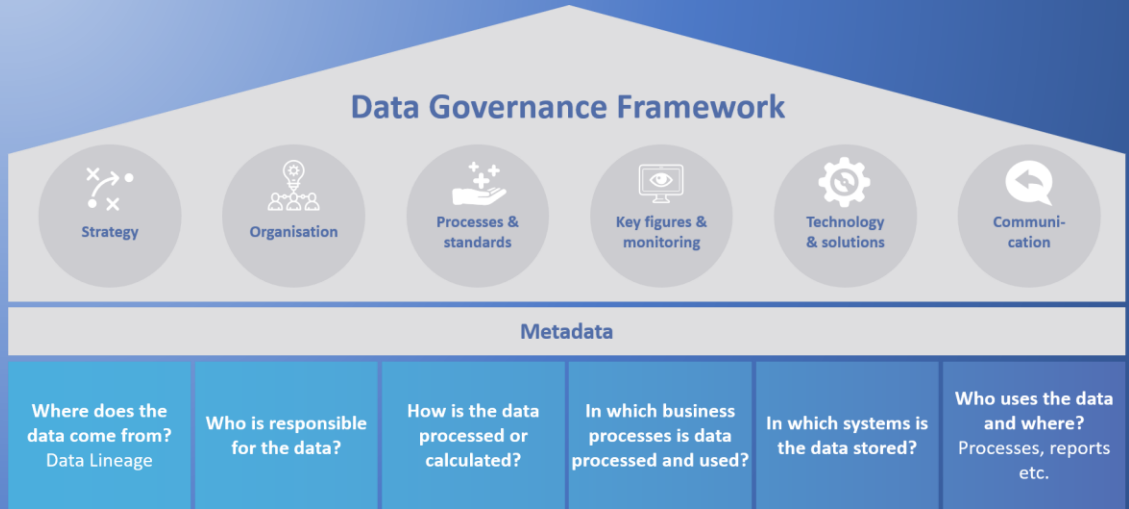 Data Governance Framework
Strategy
Organisation
Processes &
standards
Key figures &
monitoring
Technology
& solutions
Communi-
cation
Metadata
Where does the
data come from?
Data Lineage
Who is responsible
for the data?
How is the data
processed or
calculated?
In which business
processes is data
processed and used?
In which systems is
the data stored?
Who uses the data
and where?
Processes, reports
etc.